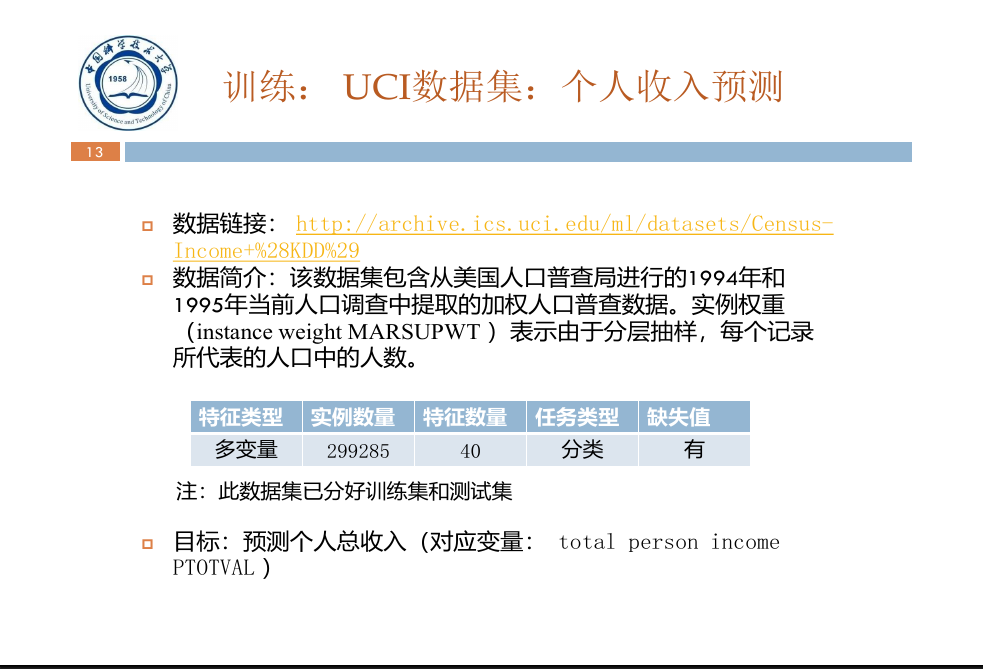 中国科学技术大学
1958
University of Science and Technology of China
训练： UCI数据集：个人收入预测
13
数据链接： http://archive.ics.uci.edu/ml/datasets/Census-
Income+%28KDD%29
数据简介：该数据集包含从美国人口普查局进行的1994年和
1995年当前人口调查中提取的加权人口普查数据。实例权重
（instance weight MARSUPWT ）表示由于分层抽样，每个记录
所代表的人口中的人数。
特征类型 实例数量 特征数量 任务类型 缺失值
多变量 299285 40 分类 有
注：此数据集已分好训练集和测试集
目标：预测个人总收入（对应变量： total person income
PTOTVAL ）